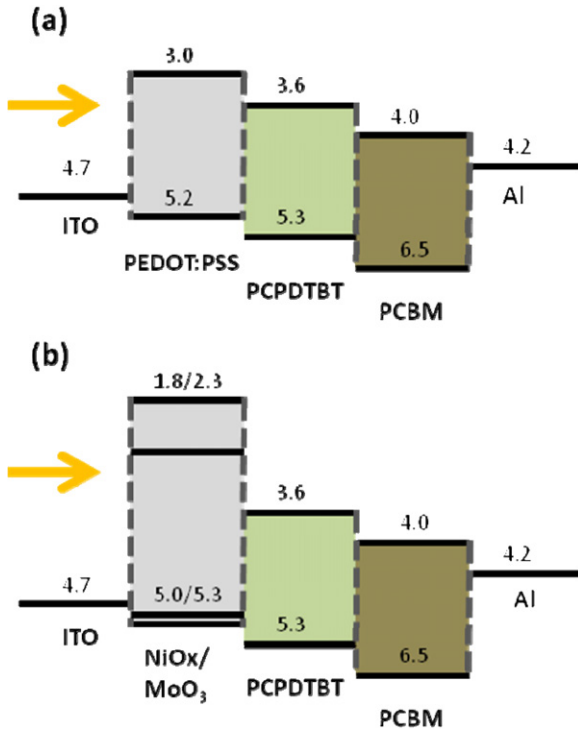 (a)
3.0
3.6
4.0
4.7
4.2
ITO
5.2
5.3
6.5
Al
PEDOT:PSS
PCPDTBT
PCBM
(b)
1.8/2.3
3.6
4.0
4.7
4.2
5.0/5.3
ITO
5.3
6.5
Al
NiOx/
MoO₃
PCPDTBT
PCBM